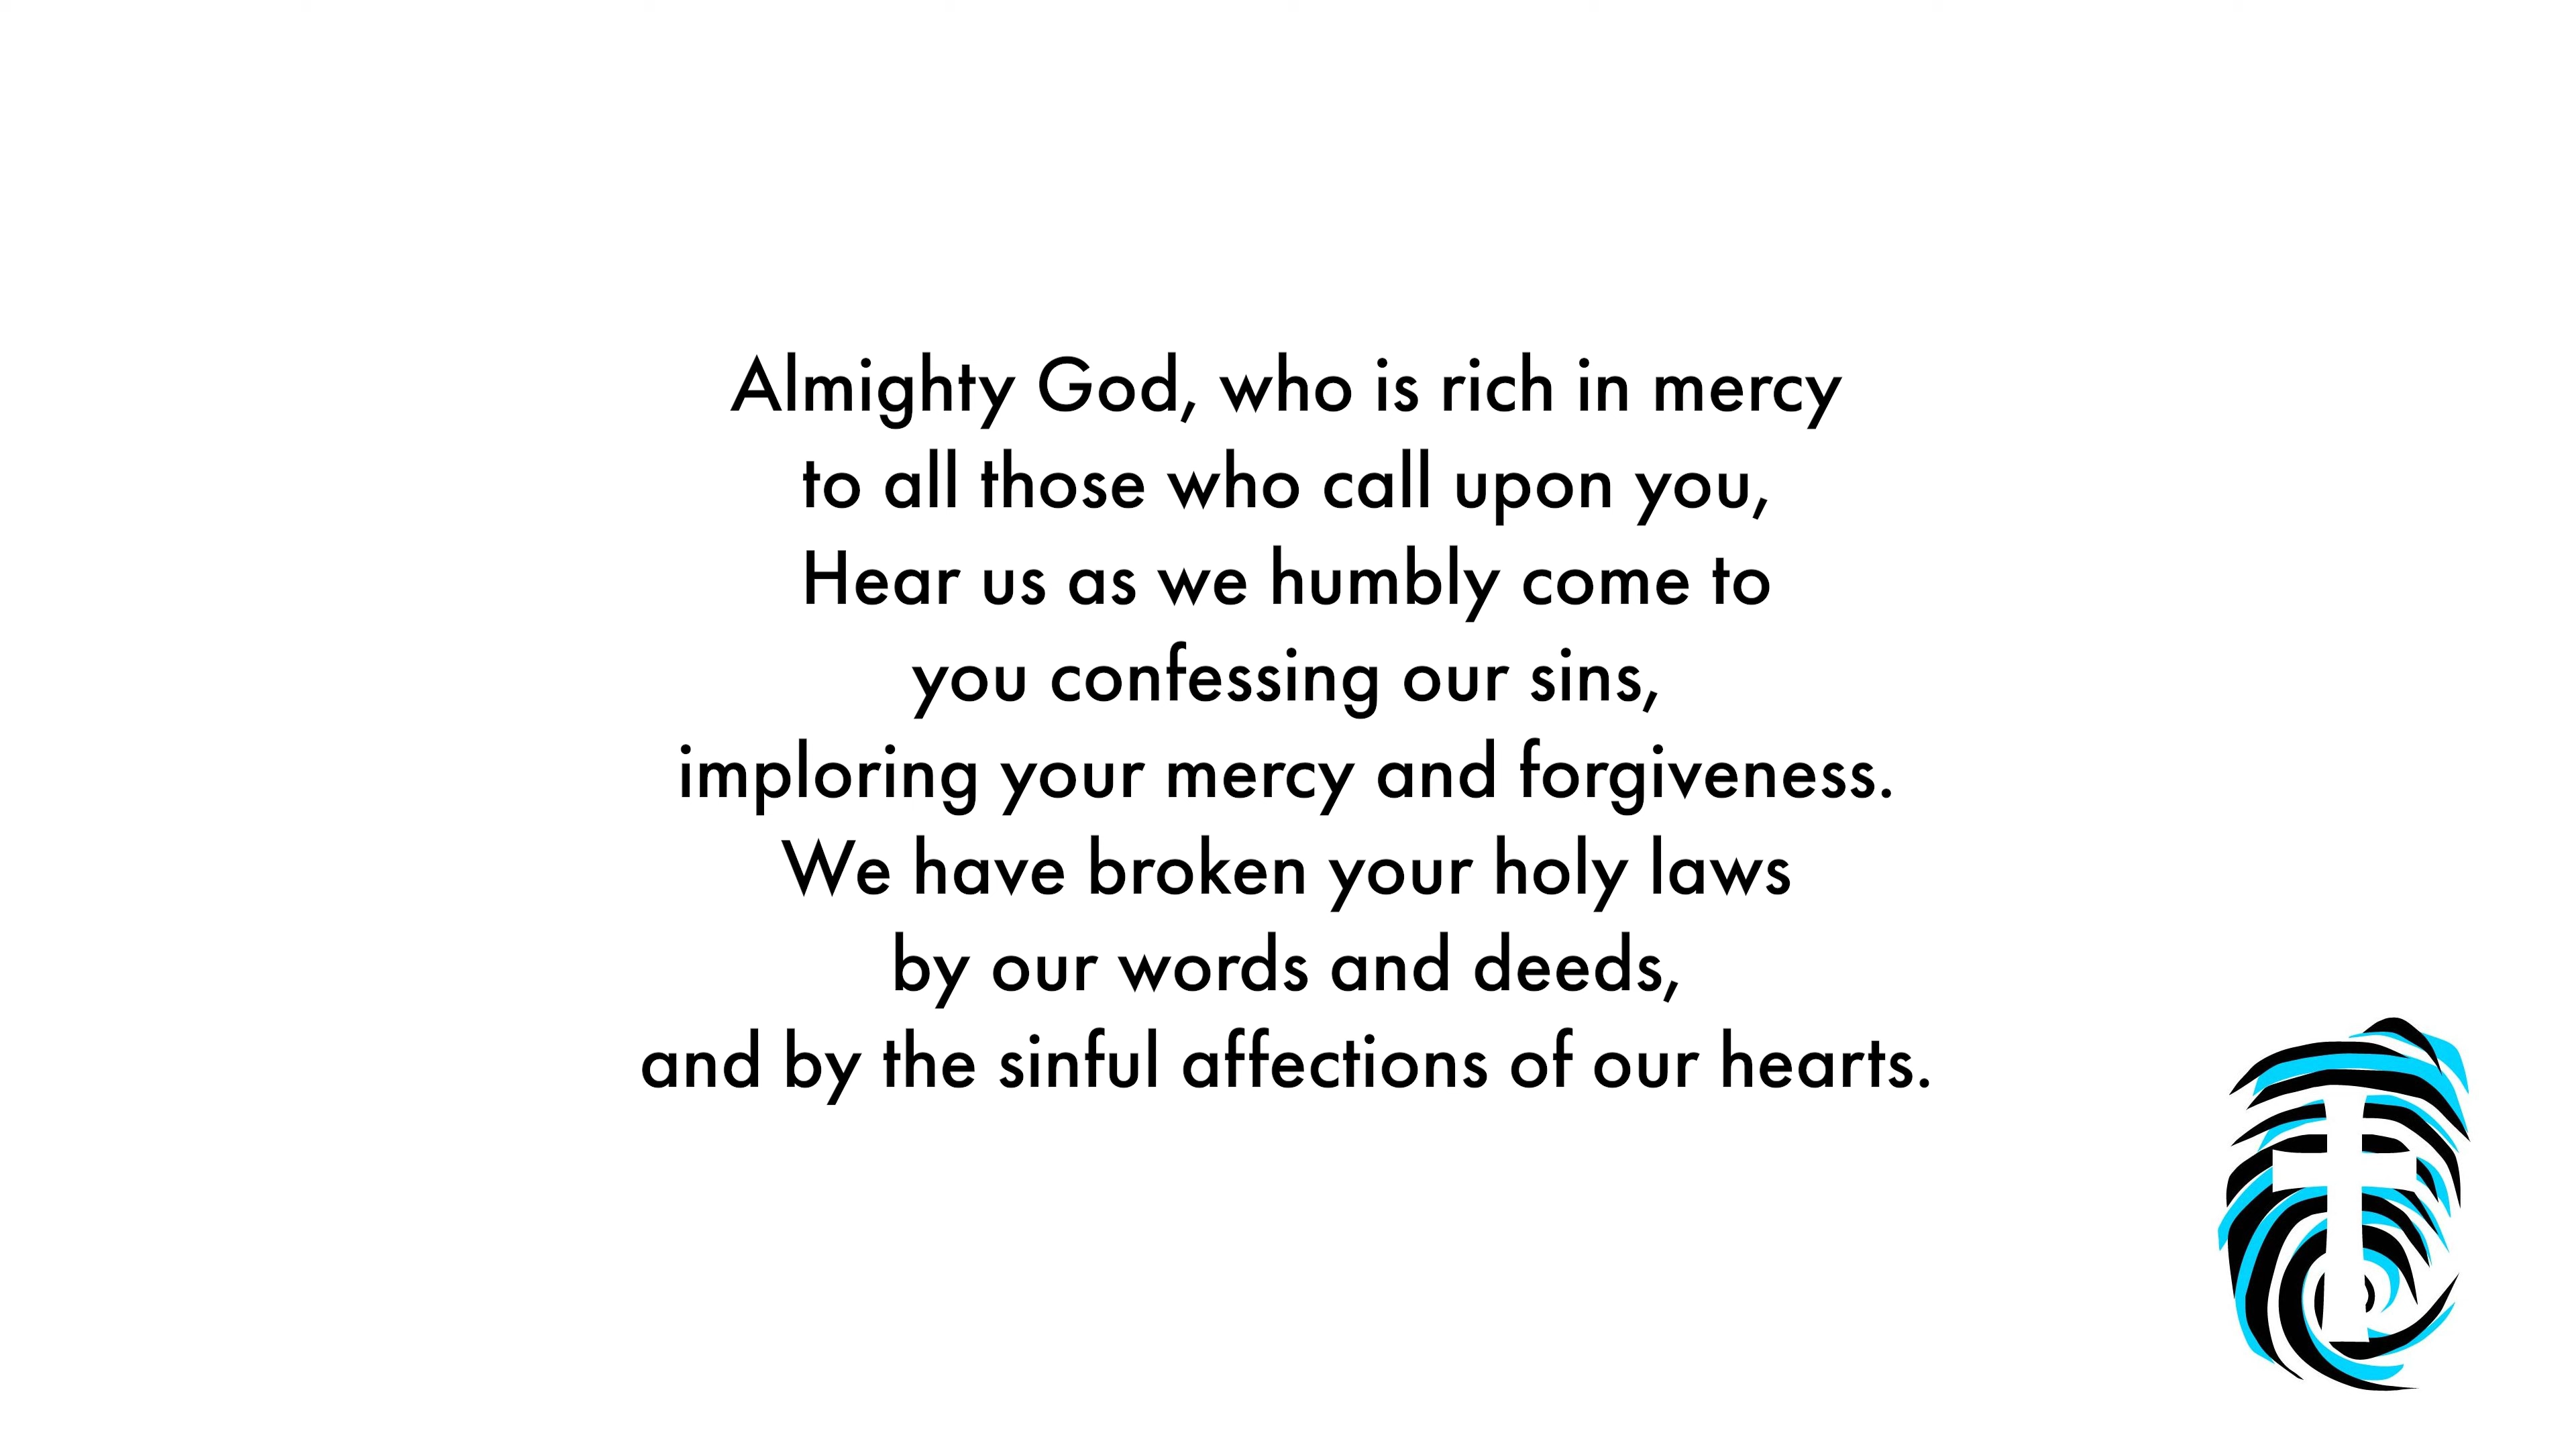 Almighty God, who is rich in mercy
to all those who call upon you,
Hear us as we humbly come to
you confessing our sins,
imploring your mercy and forgiveness.
We have broken your holy laws
by our words and deeds,
and by the sinful affections of our hearts.